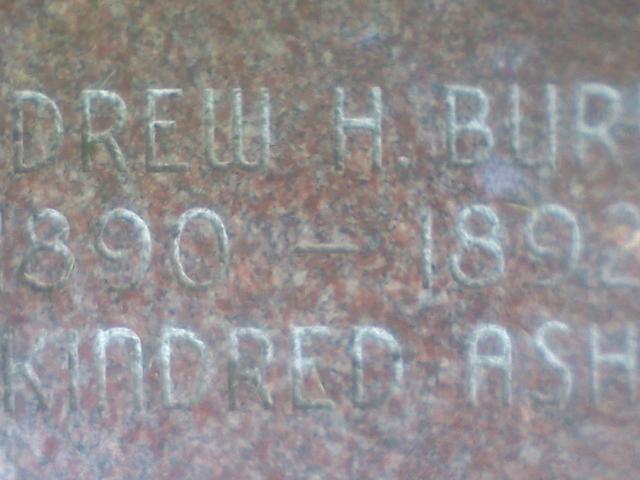 DREW H. BUR
1890 – 1892
KINDRED ASH